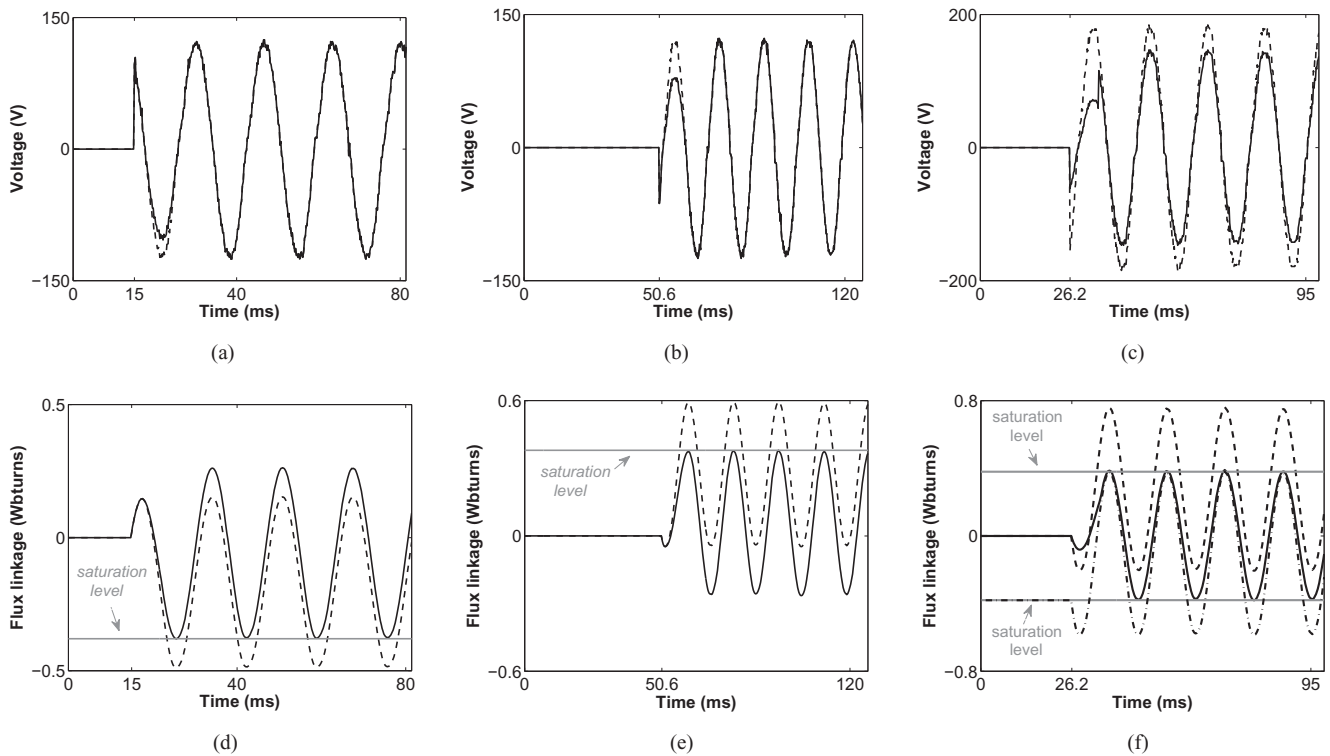 150
0
−150
Voltage (V)
0
15
40
80
Time (ms)
(a)
150
0
−150
Voltage (V)
0
50.6
120
Time (ms)
(b)
200
0
−200
Voltage (V)
0
26.2
95
Time (ms)
(c)
0.5
0
−0.5
Flux linkage (Wbturns)
saturation
level
0
15
40
80
Time (ms)
(d)
0.6
0
−0.6
Flux linkage (Wbturns)
saturation
level
0
50.6
120
Time (ms)
(e)
0.8
0
−0.8
Flux linkage (Wbturns)
saturation
level
saturation
level
0
26.2
95
Time (ms)
(f)